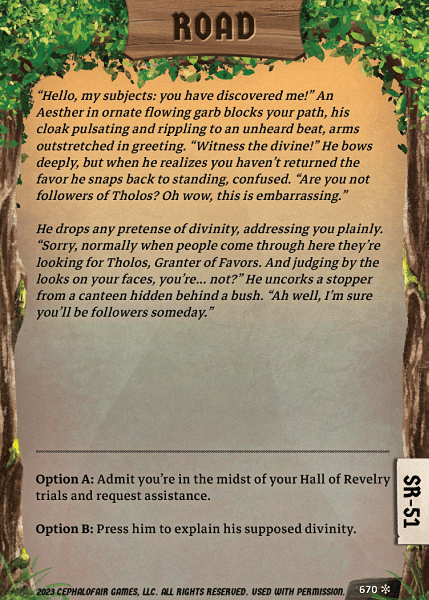 ROAD
“Hello, my subjects: you have discovered me!” An
Aesther in ornate flowing garb blocks your path, his
cloak pulsating and rippling to an unheard beat, arms
outstretched in greeting. “Witness the divine!” He bows
deeply, but when he realizes you haven’t returned the
favor he snaps back to standing, confused. “Are you not
followers of Tholos? Oh wow, this is embarrassing.”
He drops any pretense of divinity, addressing you plainly.
“Sorry, normally when people come through here they’re
looking for Tholos, Granter of Favors. And judging by the
looks on your faces, you’re... not?” He uncorks a stopper
from a canteen hidden behind a bush. “Ah well, I’m sure
you’ll be followers someday.”
Option A: Admit you’re in the midst of your Hall of Revelry
trials and request assistance.
Option B: Press him to explain his supposed divinity.
SR-51
2023 CEPHALOFAIR GAMES, LLC. ALL RIGHTS RESERVED. USED WITH PERMISSION.
670